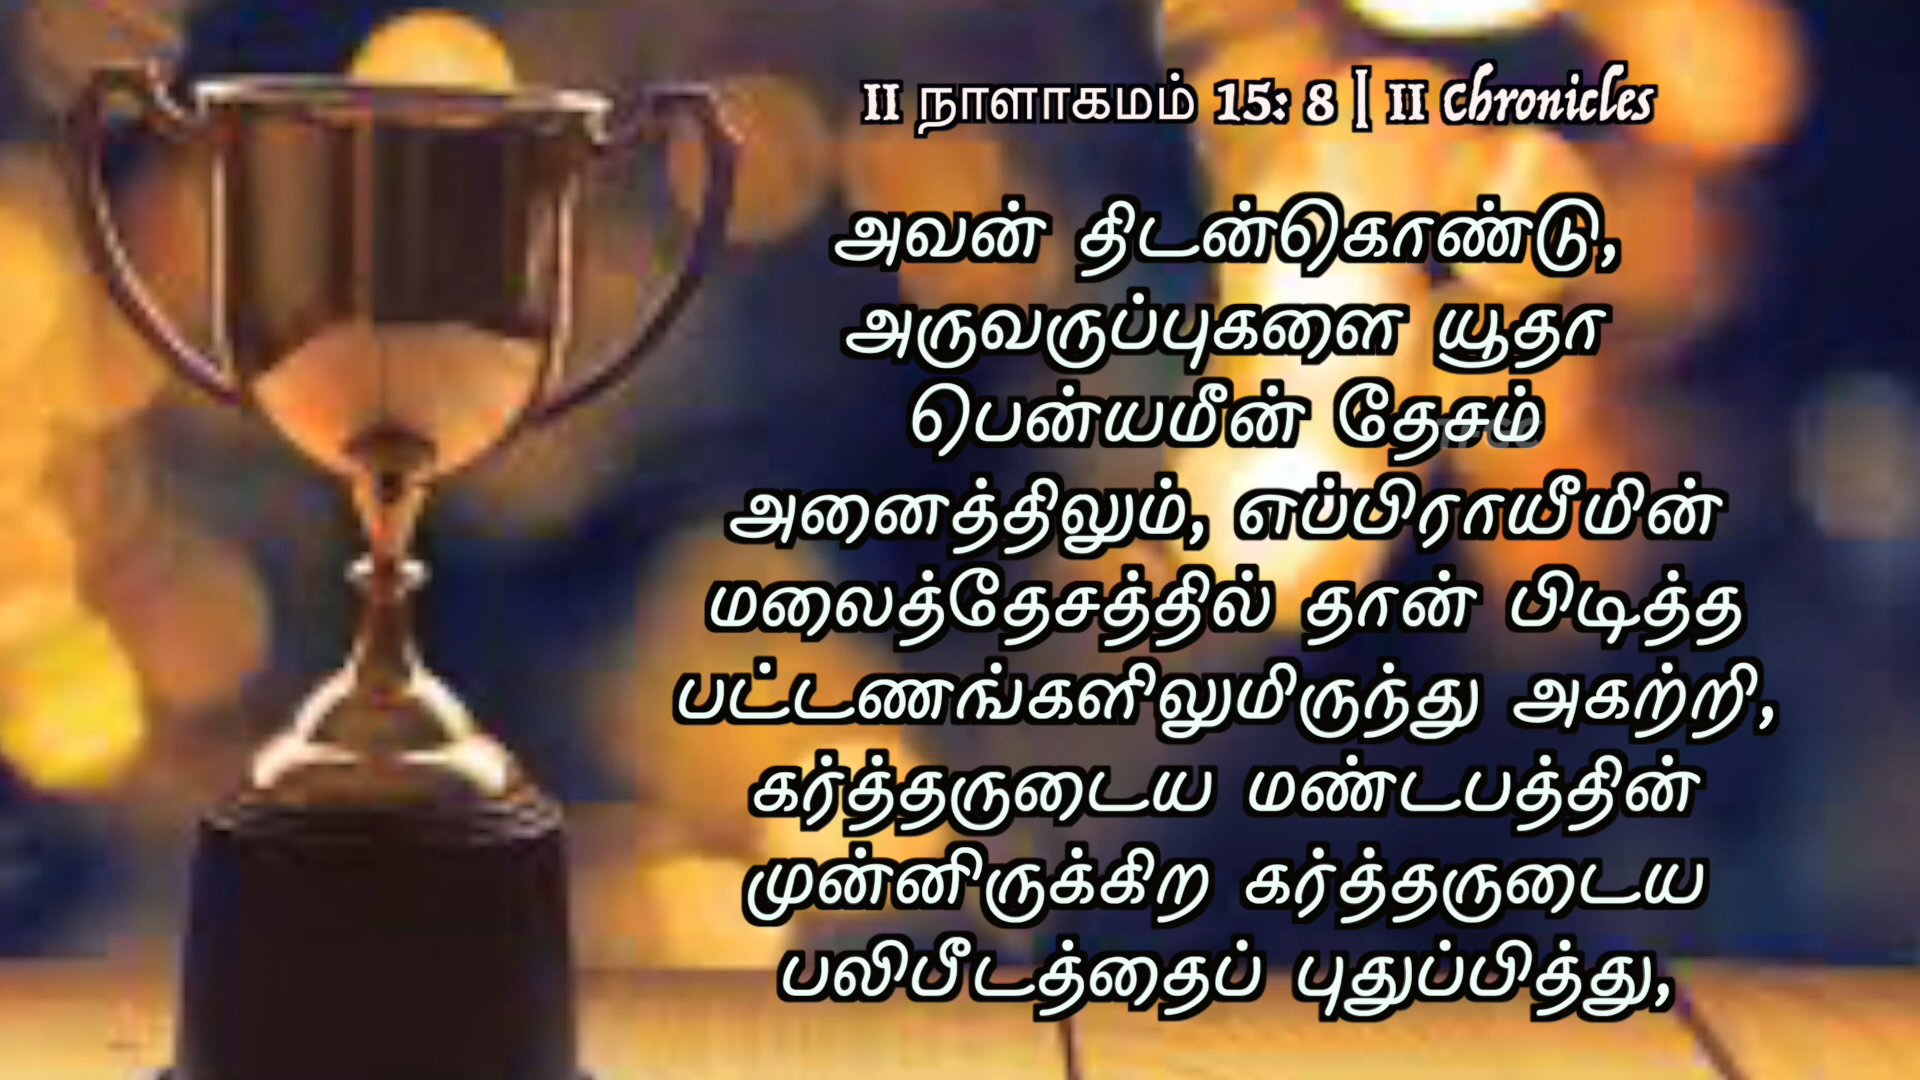 II நாளாகமம் 15: 8 | II Chronicles
அவன் திடன்கொண்டு,
அருவருப்புகளை யூதா
பென்யமீன் தேசம்
அனைத்திலும், எப்பிராயீமின்
மலைத்தேசத்தில் தான் பிடித்த
பட்டணங்களிலுமிருந்து அகற்றி,
கர்த்தருடைய மண்டபத்தின்
முன்னிருக்கிற கர்த்தருடைய
பலிபீடத்தைப் புதுப்பித்து,